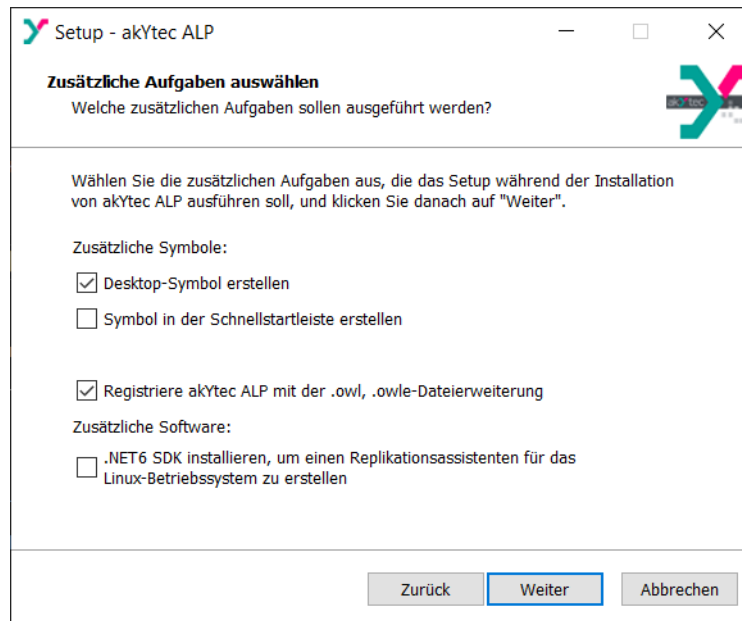 Setup - akYtec ALP
Zusätzliche Aufgaben auswählen
Welche zusätzlichen Aufgaben sollen ausgeführt werden?
akYtec
Wählen Sie die zusätzlichen Aufgaben aus, die das Setup während der Installation
von akYtec ALP ausführen soll, und klicken Sie danach auf "Weiter".
Zusätzliche Symbole:
Desktop-Symbol erstellen
Symbol in der Schnellstartleiste erstellen
Registriere akYtec ALP mit der .owl, .owle-Dateierweiterung
Zusätzliche Software:
.NET6 SDK installieren, um einen Replikationsassistenten für das
Linux-Betriebssystem zu erstellen
Zurück
Weiter
Abbrechen